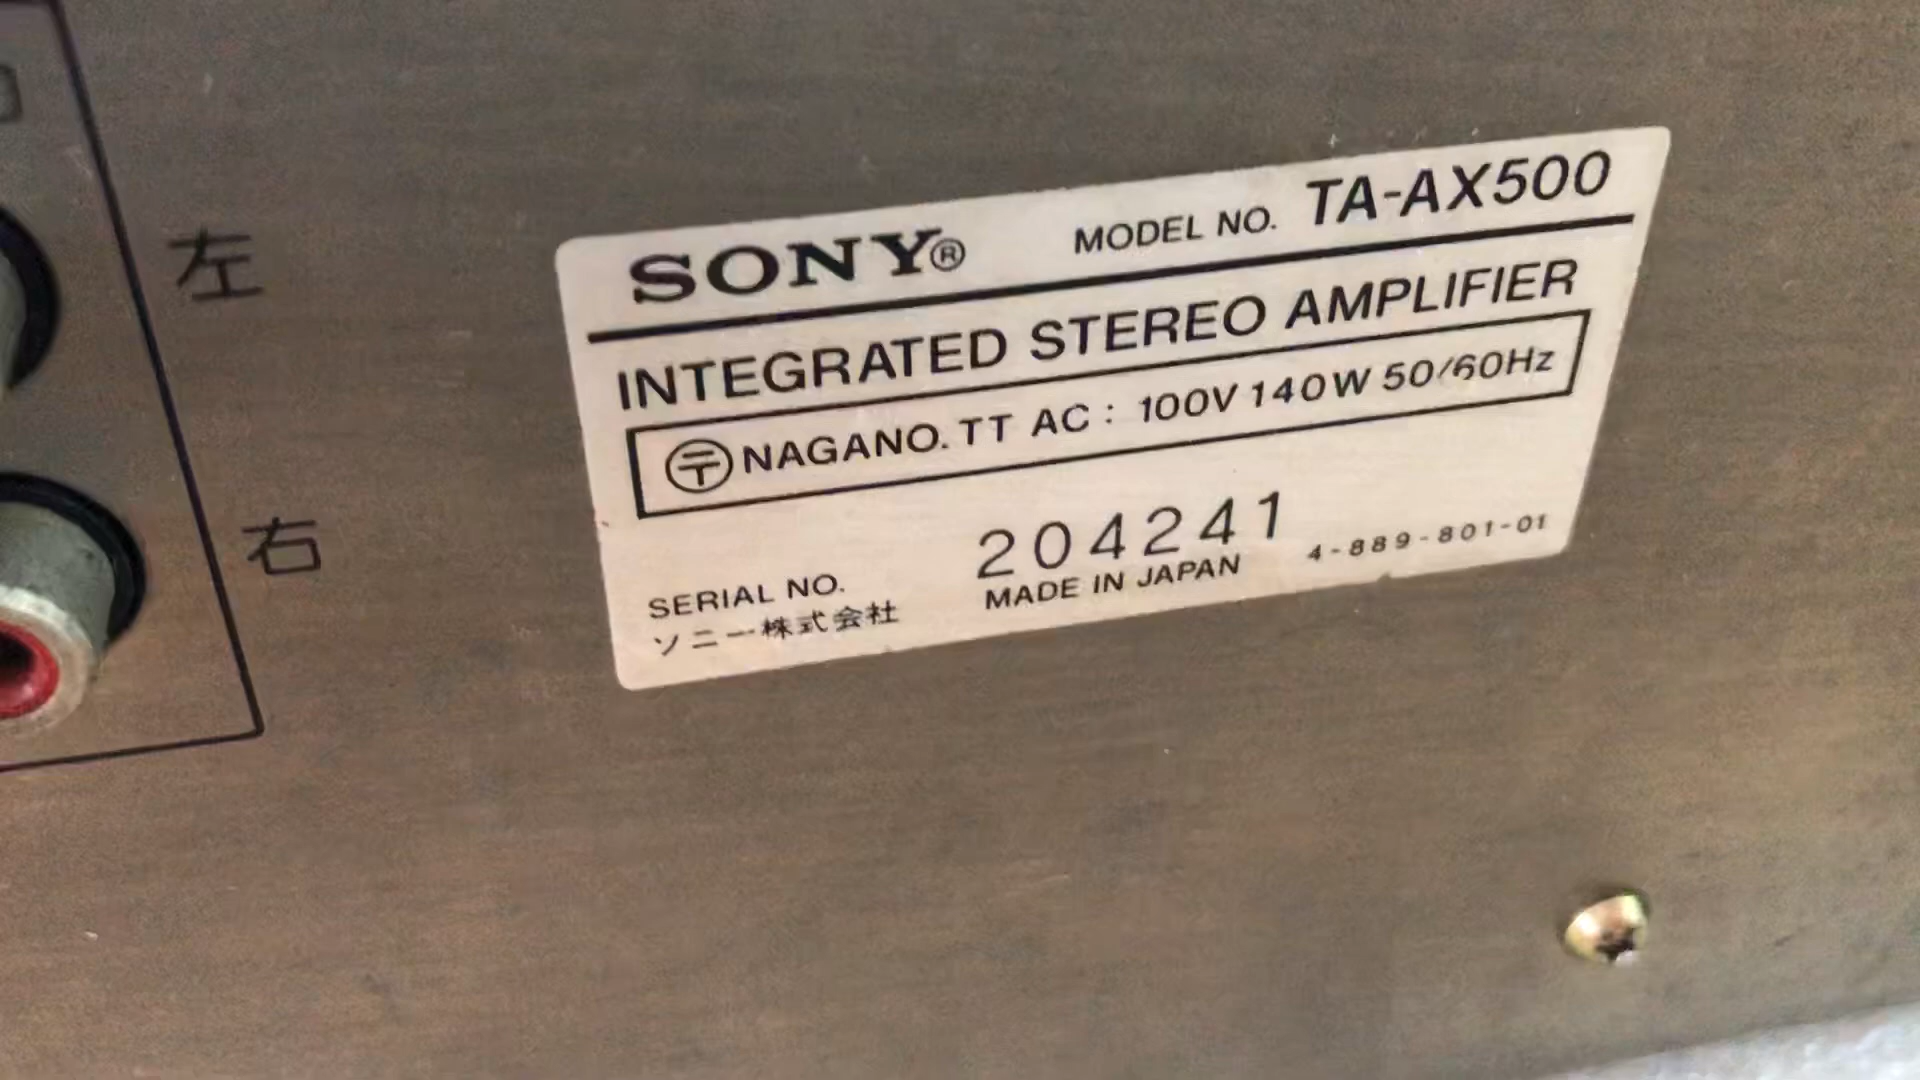 左
右
SONY® MODEL NO. TA-AX500
INTEGRATED STEREO AMPLIFIER
〒 NAGANO. TT AC : 100V 140W 50/60Hz
SERIAL NO. 204241
ソニー株式会社 MADE IN JAPAN 4-889-801-01